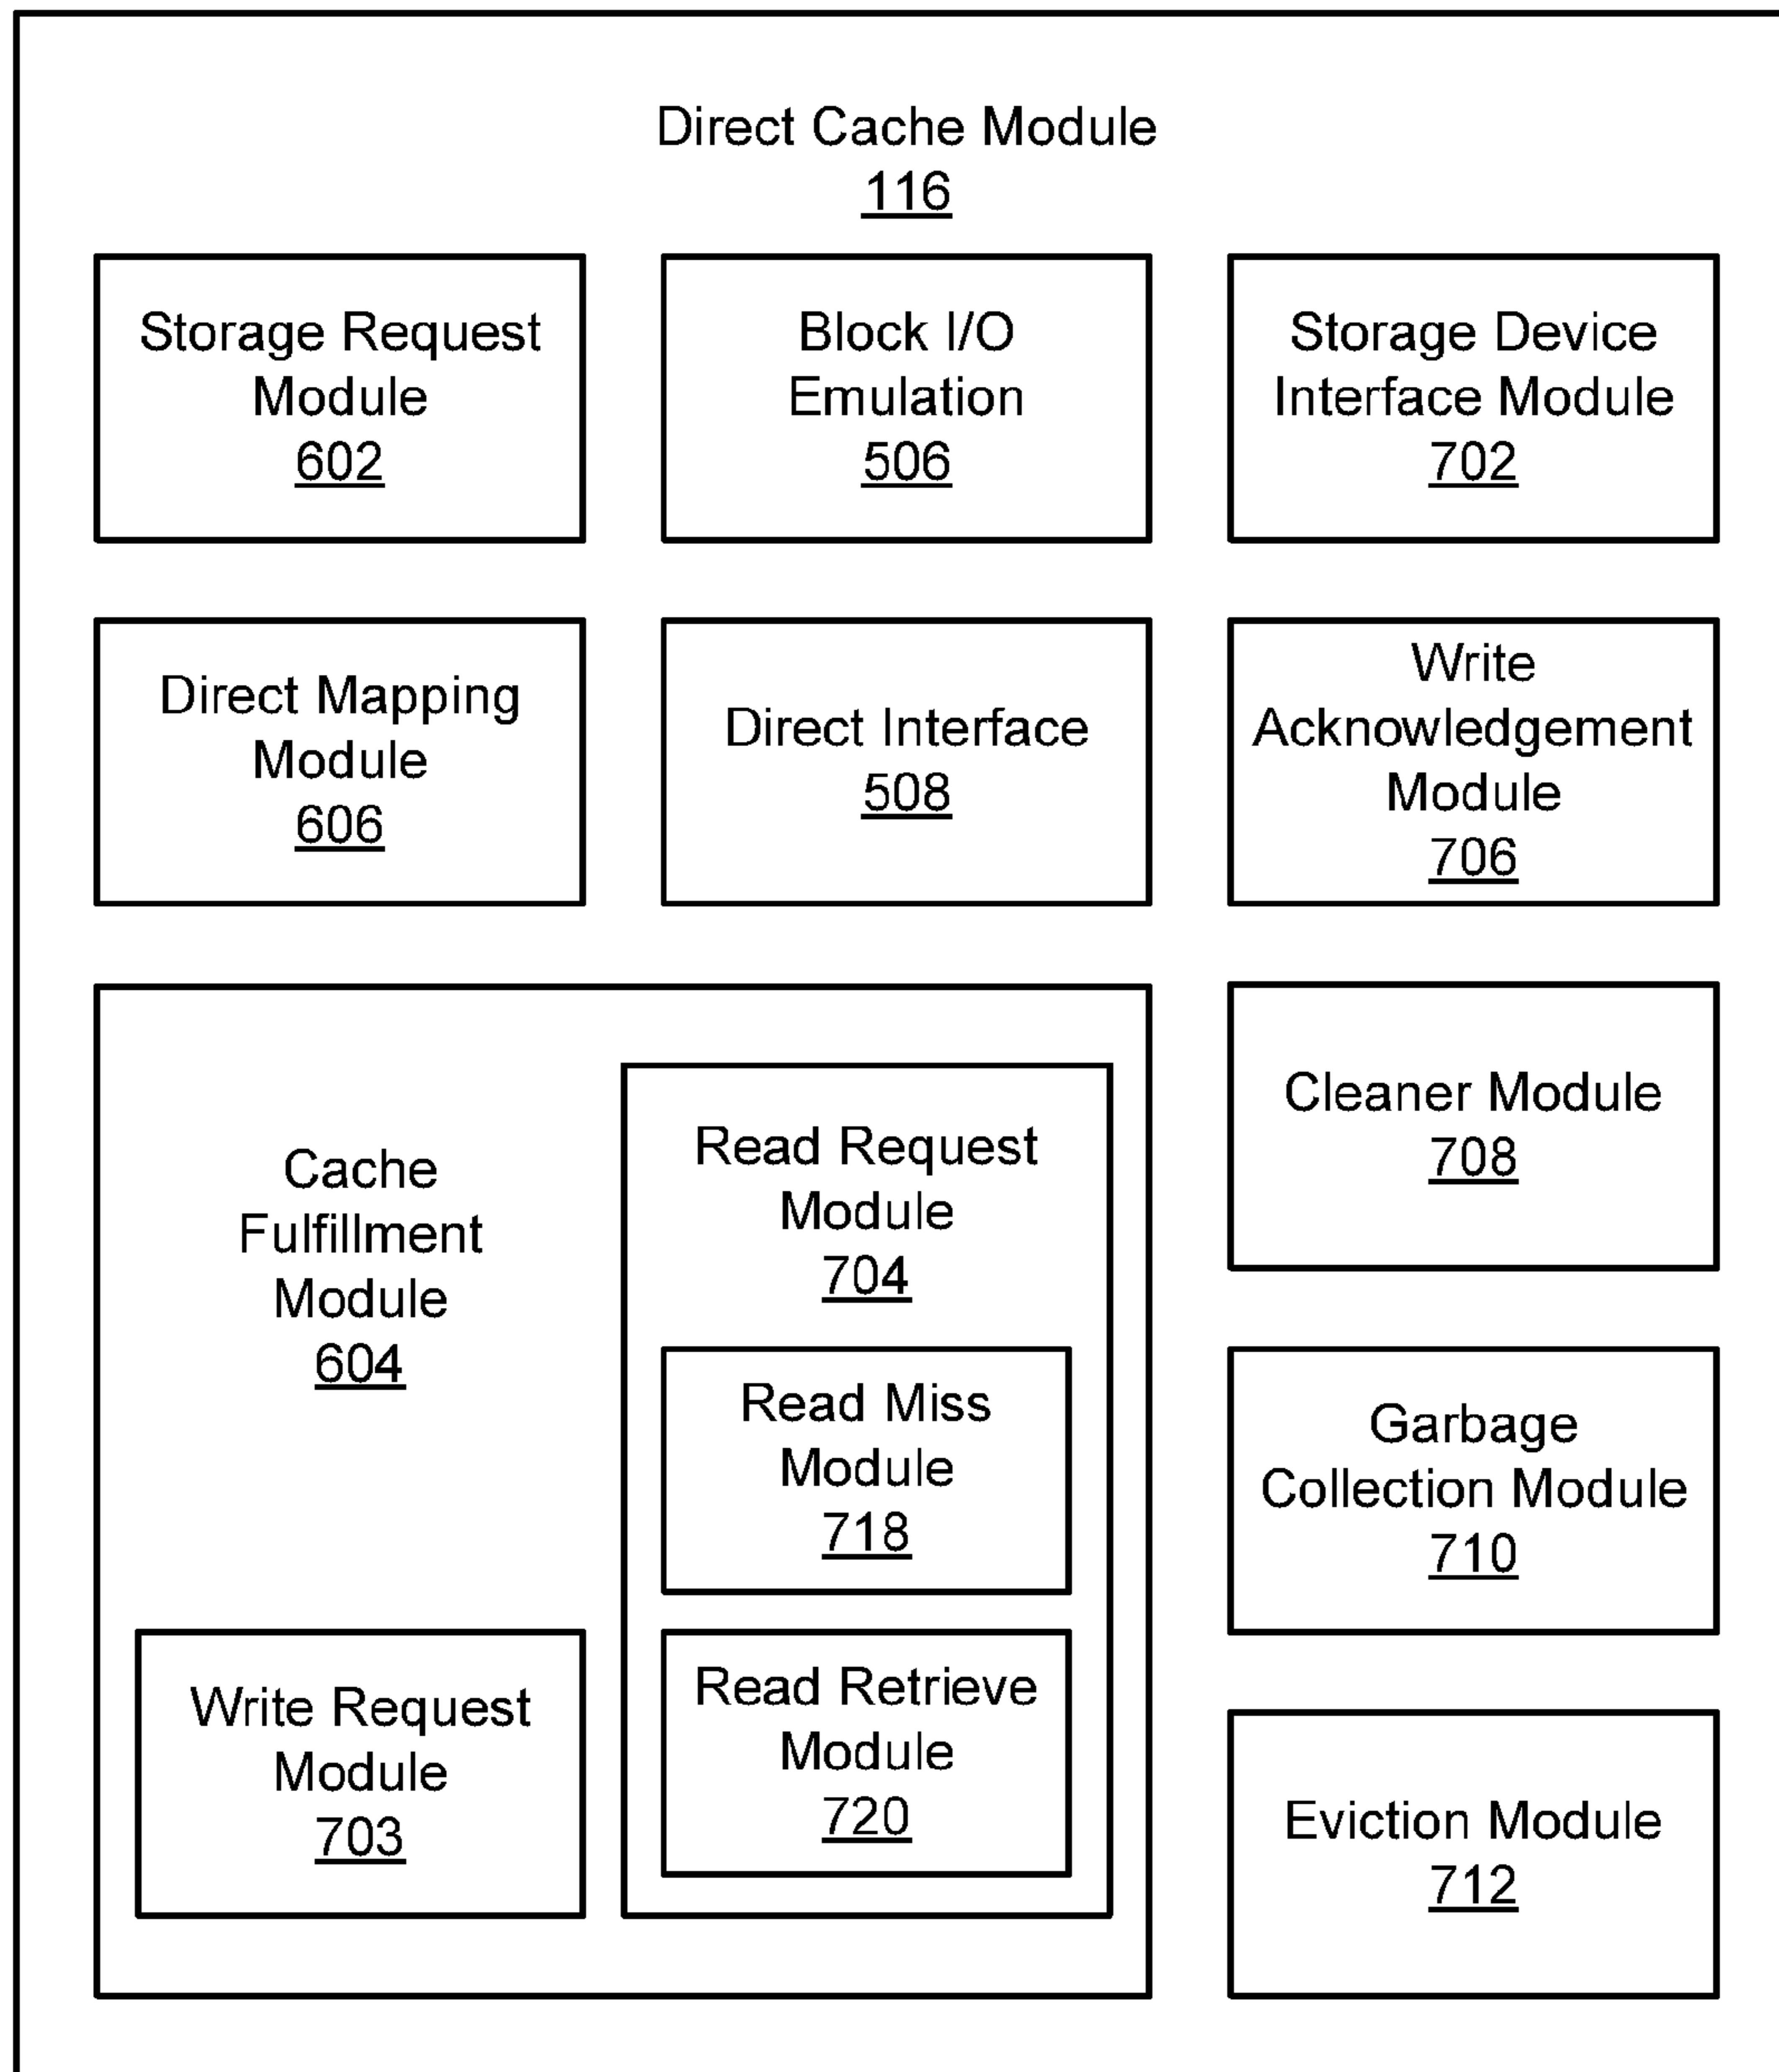 Direct Cache Module
116
Storage Request
Module
602
Block I/O
Emulation
506
Storage Device
Interface Module
702
Direct Mapping
Module
606
Direct Interface
508
Write
Acknowledgement
Module
706
Cache
Fulfillment
Module
604
Write Request
Module
703
Read Request
Module
704
Read Miss
Module
718
Read Retrieve
Module
720
Cleaner Module
708
Garbage
Collection Module
710
Eviction Module
712